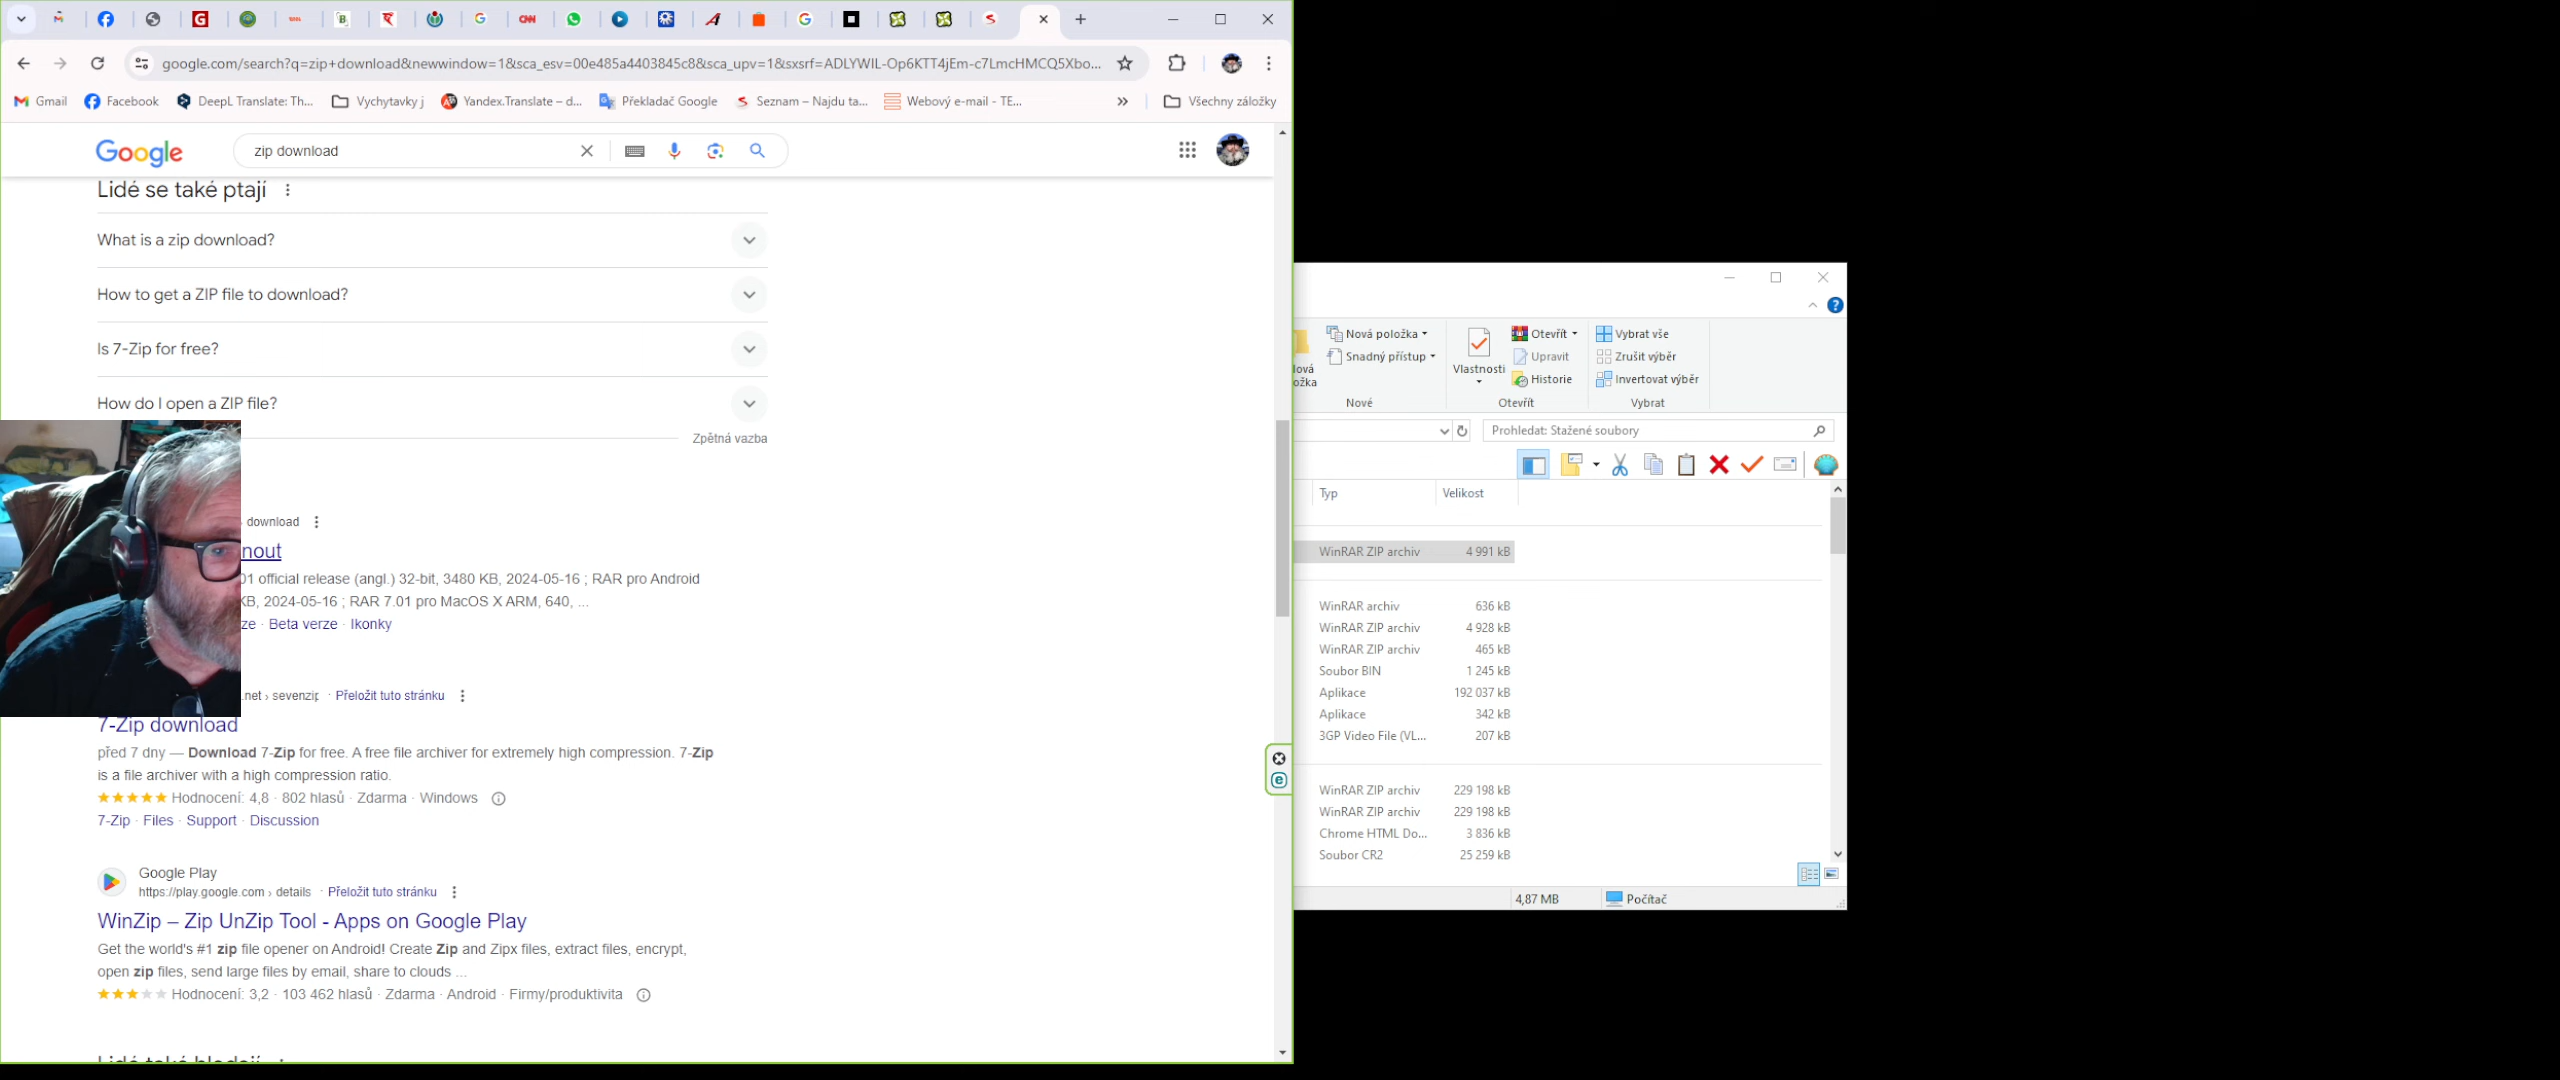 google.com/search?q=zip+download&newwindow=1&sca_esv=00e485a4403845c8&sca_upv=1&sxsrf=ADLYWIL-Op6KTT4jEm-c7LmcHMCQ5Xbo...
Gmail Facebook DeepL Translate: Th... Vychytavky j Yandex.Translate – d... Překladač Google Seznam – Najdu ta... Webový e-mail - TE... » Všechny záložky
Google zip download
Lidé se také ptají
What is a zip download?
How to get a ZIP file to download?
Is 7-Zip for free?
How do I open a ZIP file?
Zpětná vazba
download
nout
01 official release (angl.) 32-bit, 3480 KB, 2024-05-16 ; RAR pro Android
KB, 2024-05-16 ; RAR 7.01 pro MacOS X ARM, 640, ...
ze · Beta verze · Ikonky
.net › sevenzip · Přeložit tuto stránku
7-Zip download
před 7 dny — Download 7-Zip for free. A free file archiver for extremely high compression. 7-Zip
is a file archiver with a high compression ratio.
Hodnocení: 4,8 · 802 hlasů · Zdarma · Windows
7-Zip · Files · Support · Discussion
Google Play
https://play.google.com › details · Přeložit tuto stránku
WinZip – Zip UnZip Tool - Apps on Google Play
Get the world's #1 zip file opener on Android! Create Zip and Zipx files, extract files, encrypt,
open zip files, send large files by email, share to clouds ...
Hodnocení: 3,2 · 103 462 hlasů · Zdarma · Android · Firmy/produktivita
Lidé také hledají
Nová položka
Snadný přístup
lová
ožka
Nové
Vlastnosti
Otevřít
Upravit
Historie
Otevřít
Vybrat vše
Zrušit výběr
Invertovat výběr
Vybrat
Prohledat: Stažené soubory
Typ Velikost
WinRAR ZIP archiv 4 991 kB
WinRAR archiv 636 kB
WinRAR ZIP archiv 4 928 kB
WinRAR ZIP archiv 465 kB
Soubor BIN 1 245 kB
Aplikace 192 037 kB
Aplikace 342 kB
3GP Video File (VL... 207 kB
WinRAR ZIP archiv 229 198 kB
WinRAR ZIP archiv 229 198 kB
Chrome HTML Do... 3 836 kB
Soubor CR2 25 259 kB
4,87 MB Počítač